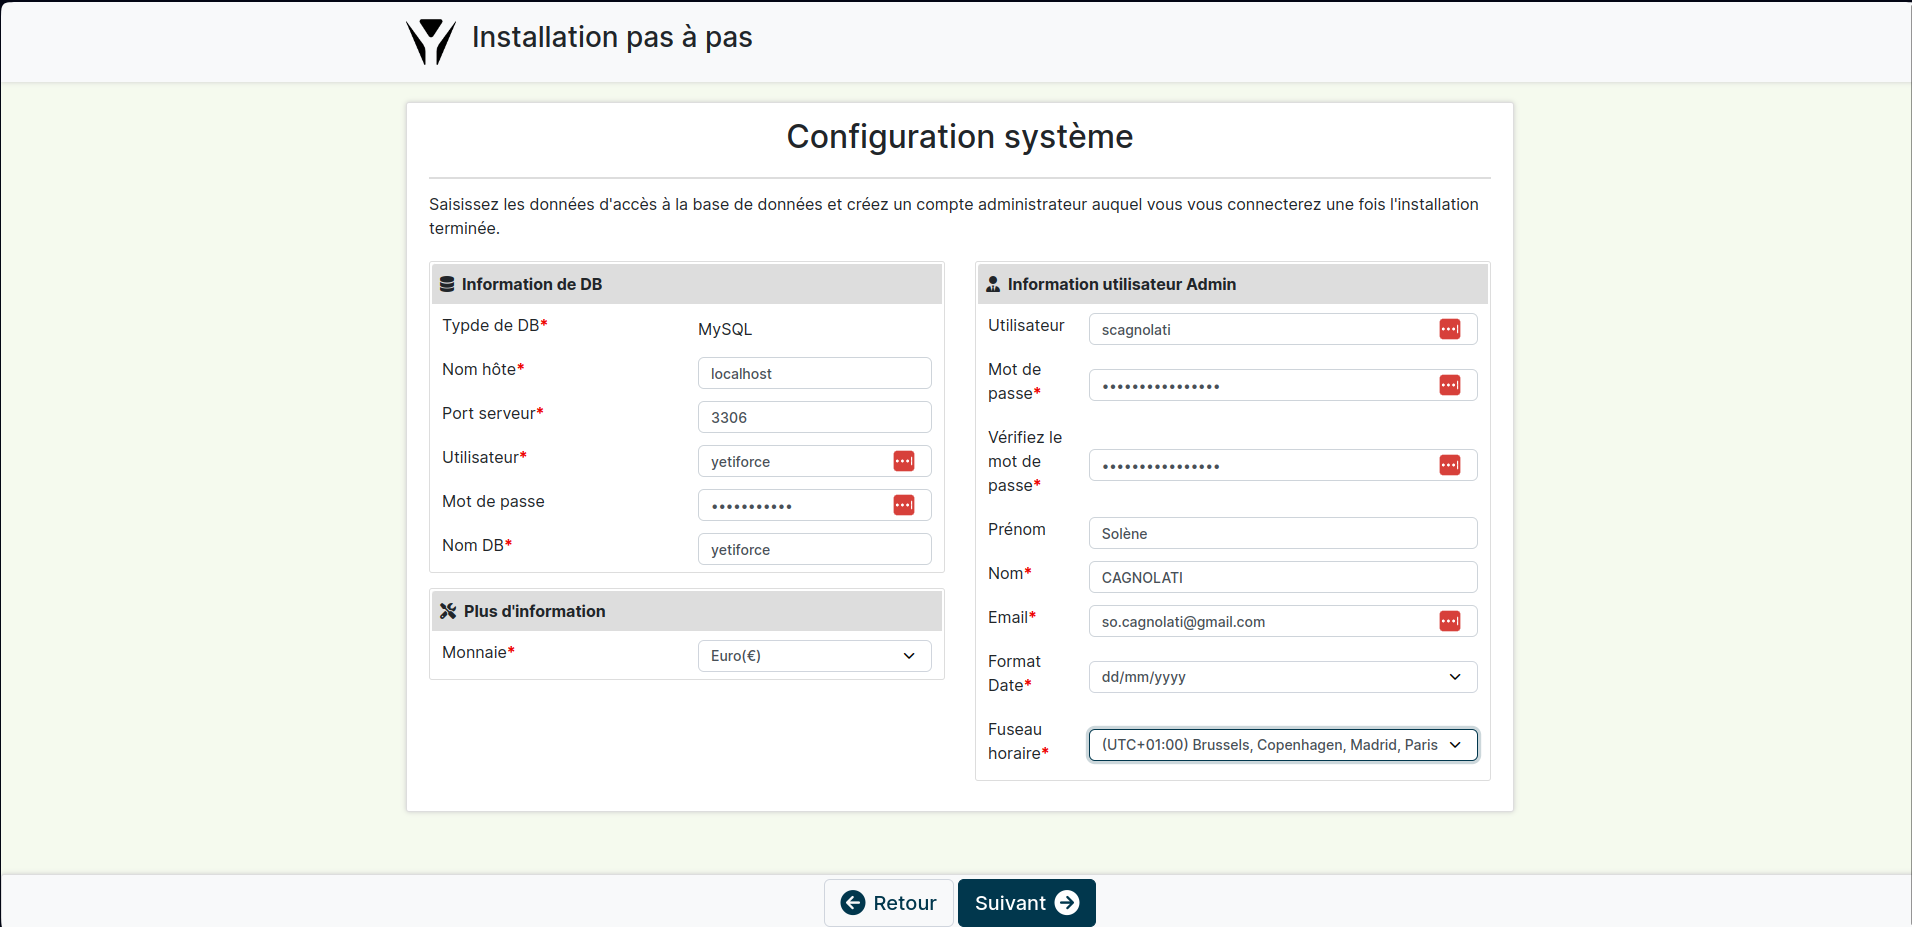 Installation pas à pas
Configuration système
Saisissez les données d'accès à la base de données et créez un compte administrateur auquel vous vous connecterez une fois l'installation
terminée.
Information de DB
Typde de DB*
MySQL
Nom hôte*
localhost
Port serveur*
3306
Utilisateur*
yetiforce
Mot de passe
•••••••••••
Nom DB*
yetiforce
Plus d'information
Monnaie*
Euro(€)
Information utilisateur Admin
Utilisateur
scagnolati
Mot de
passe*
••••••••••••••••
Vérifiez le
mot de
passe*
••••••••••••••••
Prénom
Solène
Nom*
CAGNOLATI
Email*
so.cagnolati@gmail.com
Format
Date*
dd/mm/yyyy
Fuseau
horaire*
(UTC+01:00) Brussels, Copenhagen, Madrid, Paris
Retour
Suivant